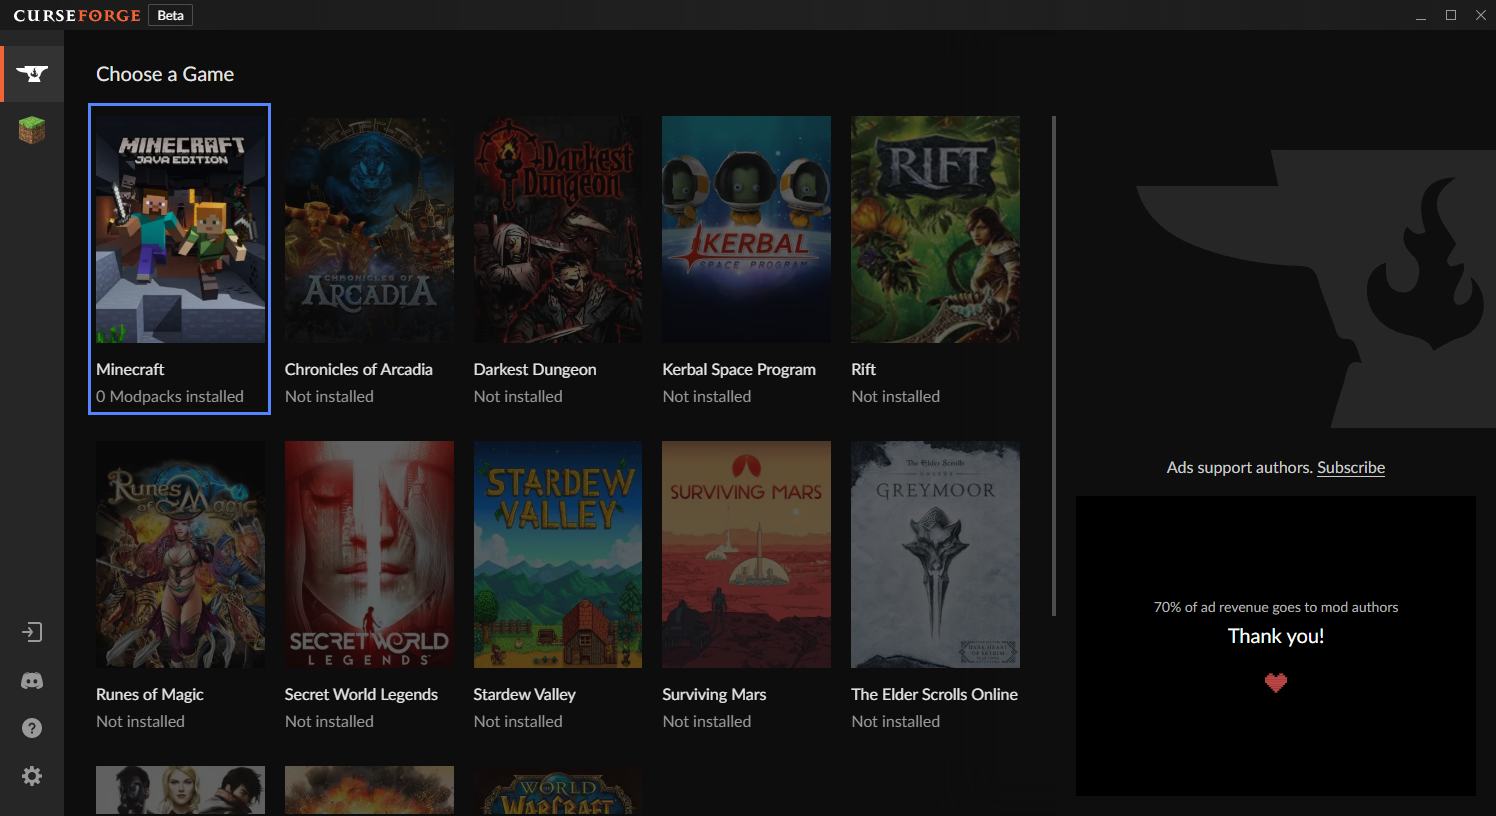 CURSEFORGE Beta
Choose a Game
MINECRAFT
JAVA EDITION
Minecraft
0 Modpacks installed
CHRONICLES OF
ARCADIA
Chronicles of Arcadia
Not installed
Darkest
Dungeon
Darkest Dungeon
Not installed
KERBAL
SPACE PROGRAM
Kerbal Space Program
Not installed
RIFT
Rift
Not installed
Runes
of Magic
Runes of Magic
Not installed
SECRET WORLD
LEGENDS
Secret World Legends
Not installed
STARDEW
VALLEY
Stardew Valley
Not installed
SURVIVING MARS
Surviving Mars
Not installed
The Elder Scrolls
ONLINE
GREYMOOR
DARK HEART
OF SKYRIM
The Elder Scrolls Online
Not installed
WORLD
WARCRAFT
Ads support authors. Subscribe
70% of ad revenue goes to mod authors
Thank you!